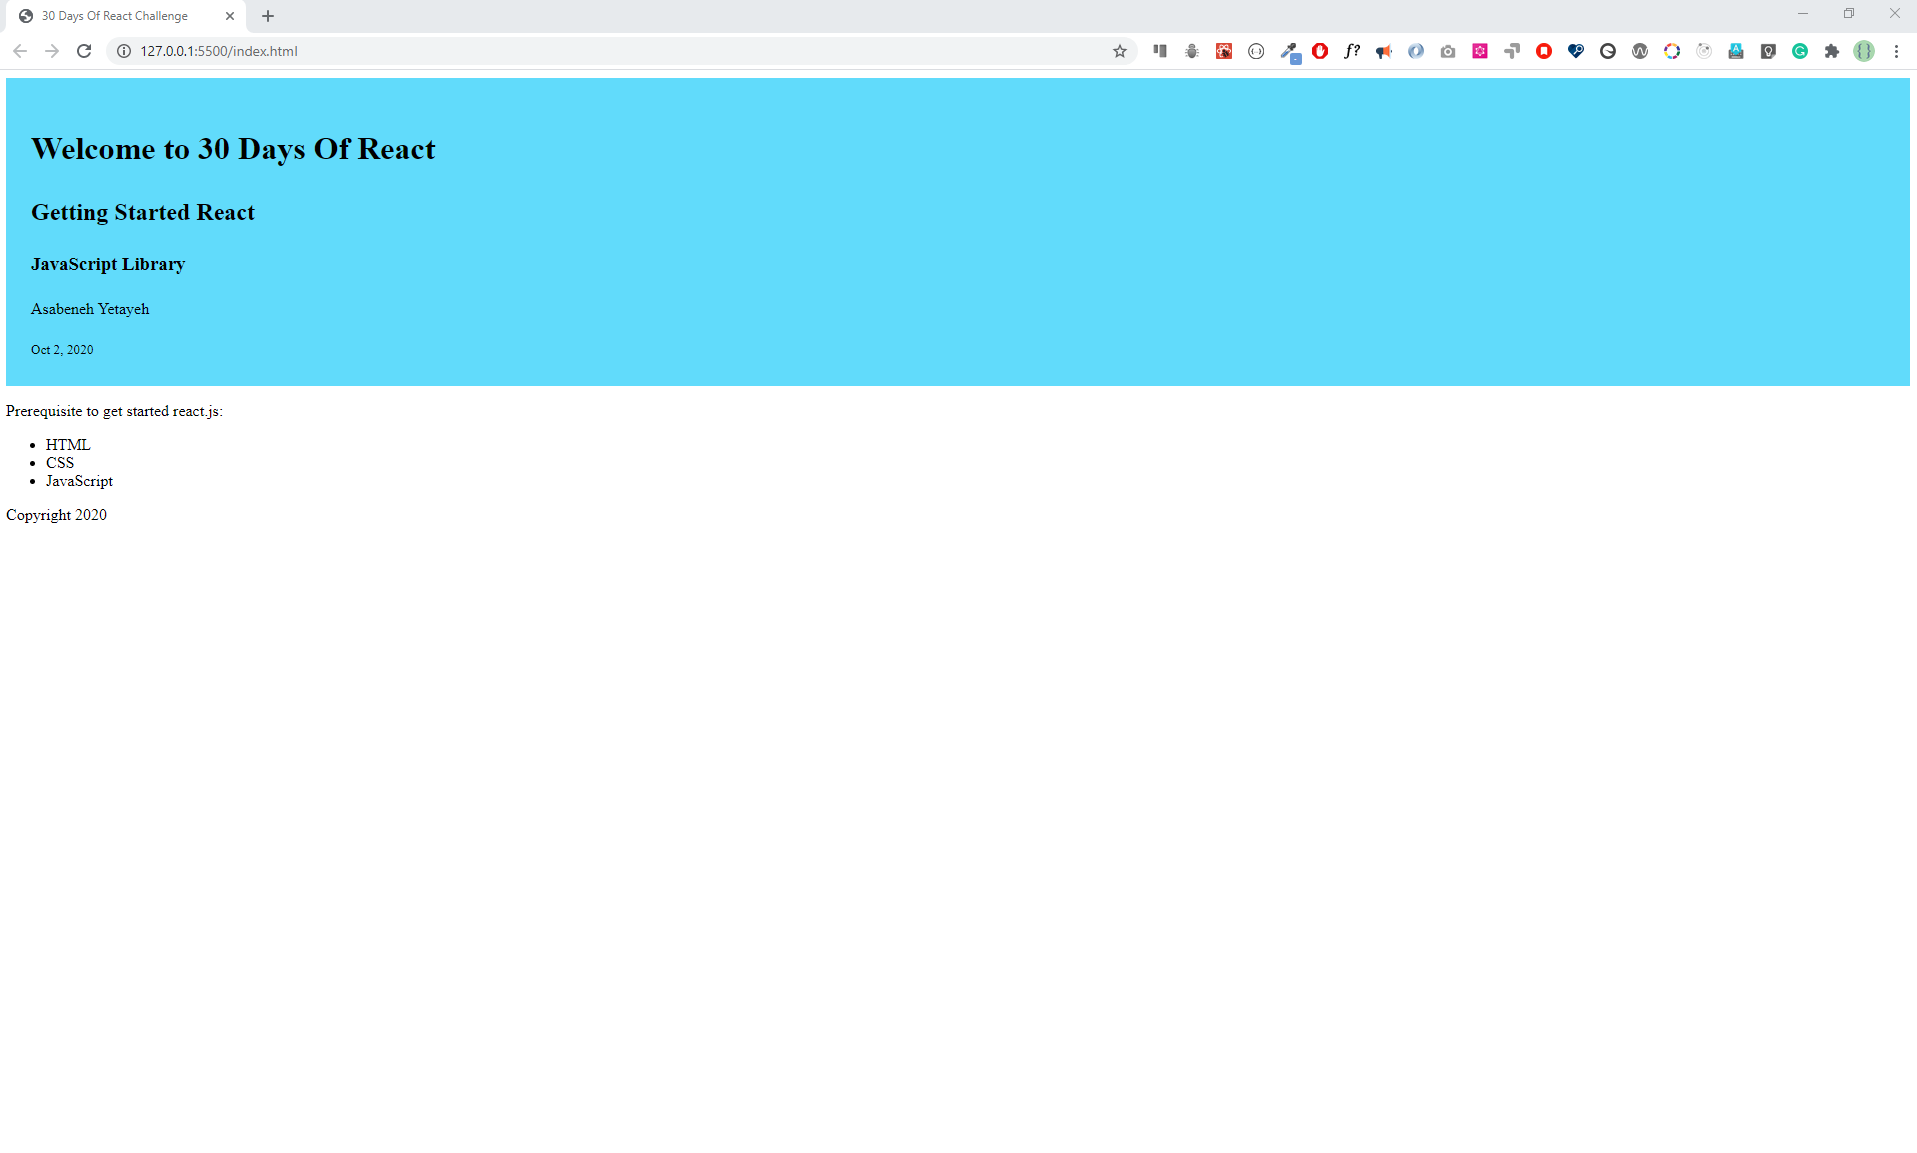 30 Days Of React Challenge
127.0.0.1:5500/index.html
f?
Welcome to 30 Days Of React
Getting Started React
JavaScript Library
Asabeneh Yetayeh
Oct 2, 2020
Prerequisite to get started react.js:
HTML
CSS
JavaScript
Copyright 2020